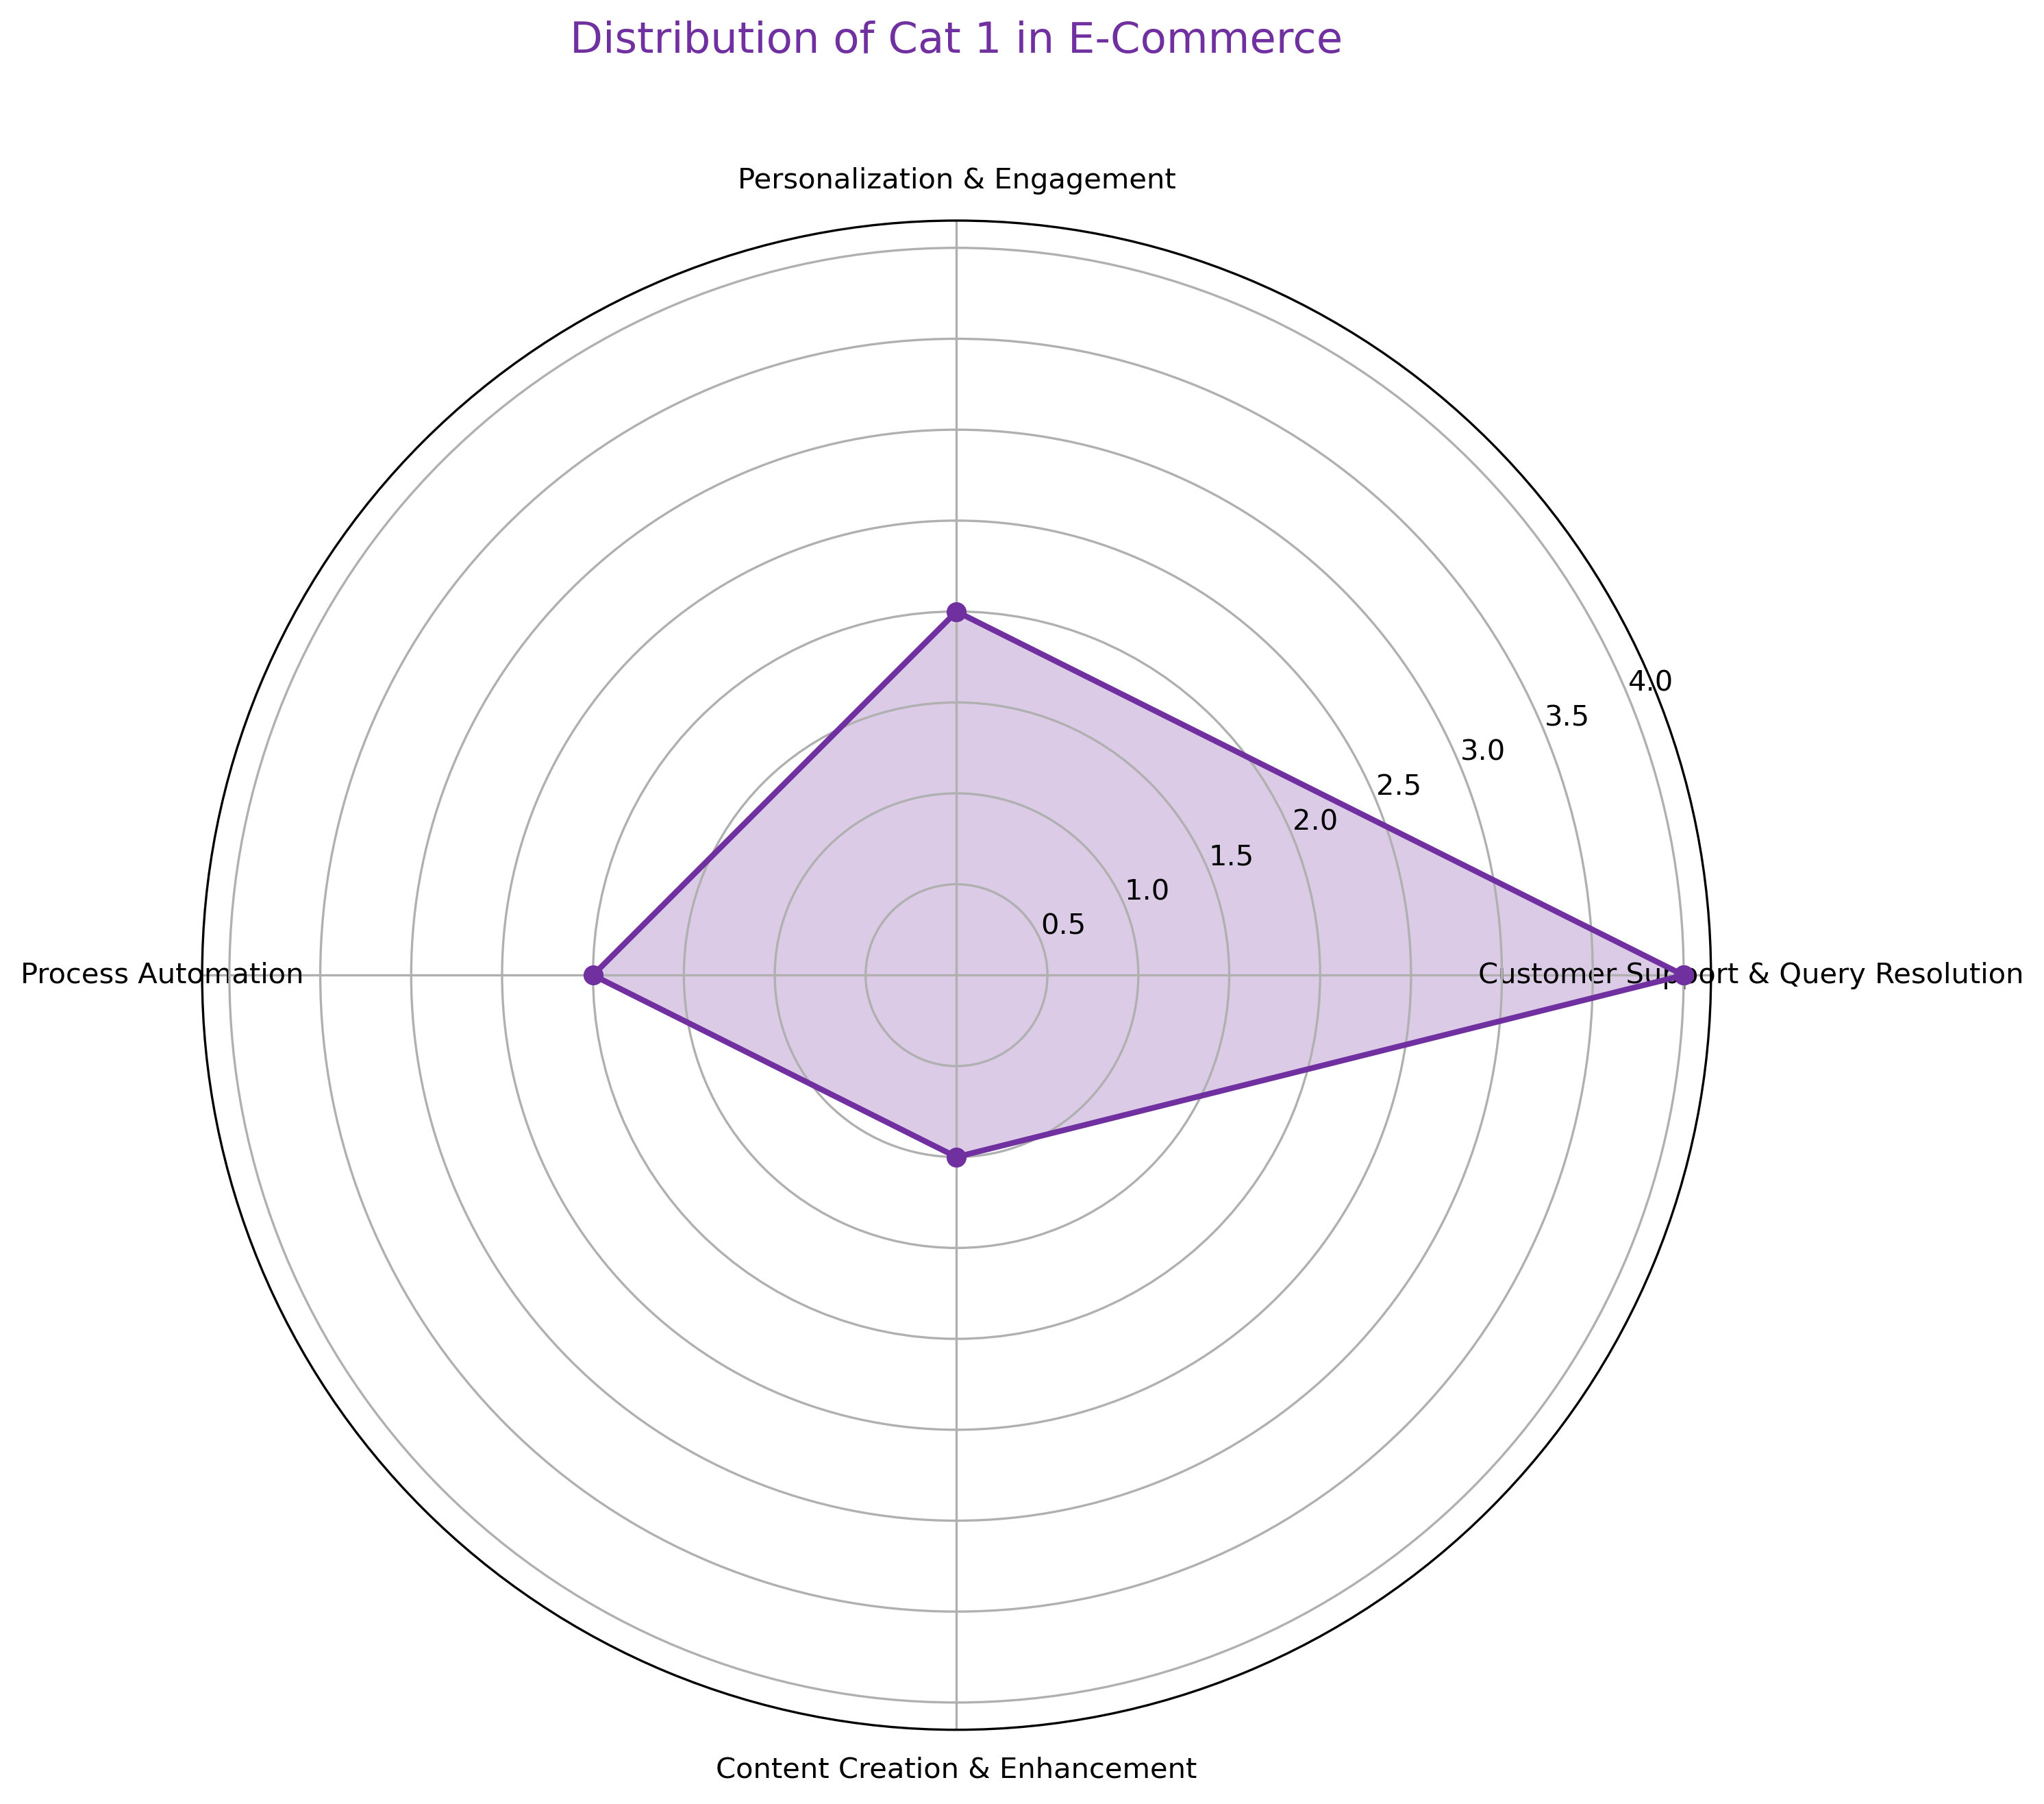 Distribution of Cat 1 in E-Commerce
Personalization & Engagement
4.0
3.5
3.0
2.5
2.0
1.5
1.0
0.5
Process Automation
Customer Support & Query Resolution
Content Creation & Enhancement